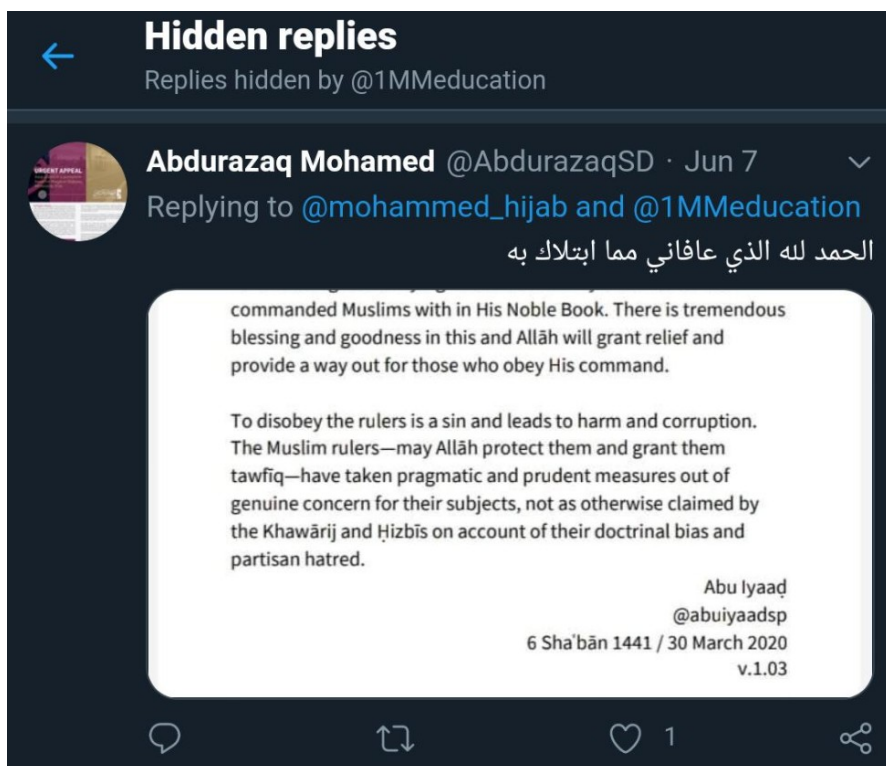 Hidden replies
Replies hidden by @1MMeducation
URGENT APPEAL
Abdurazaq Mohamed @AbdurazaqSD · Jun 7
Replying to @mohammed_hijab and @1MMeducation
الحمد لله الذي عافاني مما ابتلاك به
commanded Muslims with in His Noble Book. There is tremendous
blessing and goodness in this and Allāh will grant relief and
provide a way out for those who obey His command.
To disobey the rulers is a sin and leads to harm and corruption.
The Muslim rulers—may Allāh protect them and grant them
tawfīq—have taken pragmatic and prudent measures out of
genuine concern for their subjects, not as otherwise claimed by
the Khawārij and Ḥizbīs on account of their doctrinal bias and
partisan hatred.
Abu Iyaaḍ
@abuiyaadsp
6 Shaʿbān 1441 / 30 March 2020
v.1.03
1